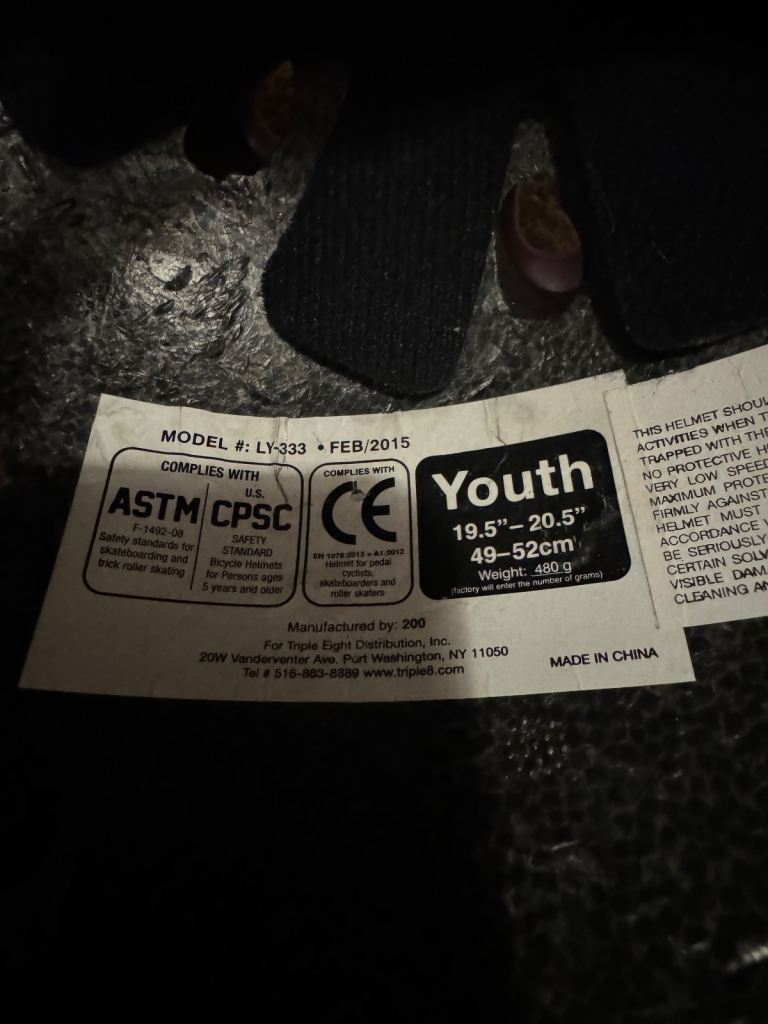 MODEL #: LY-333 • FEB/2015
COMPLIES WITH
ASTM
F-1492-08
Safety standards for
skateboarding and
trick roller skating
U.S.
CPSC
SAFETY
STANDARD
Bicycle Helmets
for Persons ages
5 years and older
COMPLIES WITH
CE
EN 1078:2012 + A1:2012
Helmet for pedal
cyclists,
skateboarders and
roller skaters
Youth
19.5”– 20.5”
49–52cm
Weight: 480 g
(factory will enter the number of grams)
Manufactured by: 200
For Triple Eight Distribution, Inc.
20W Vanderventer Ave. Port Washington, NY 11050
Tel # 516-883-8889 www.triple8.com
MADE IN CHINA
THIS HELMET SHOUL
ACTIVITIES WHEN T
TRAPPED WITH THE
NO PROTECTIVE H
VERY LOW SPEED
MAXIMUM PROTE
FIRMLY AGAINST
HELMET MUST
ACCORDANCE
BE SERIOUSLY
CERTAIN SOLV
VISIBLE DAM
CLEANING AN